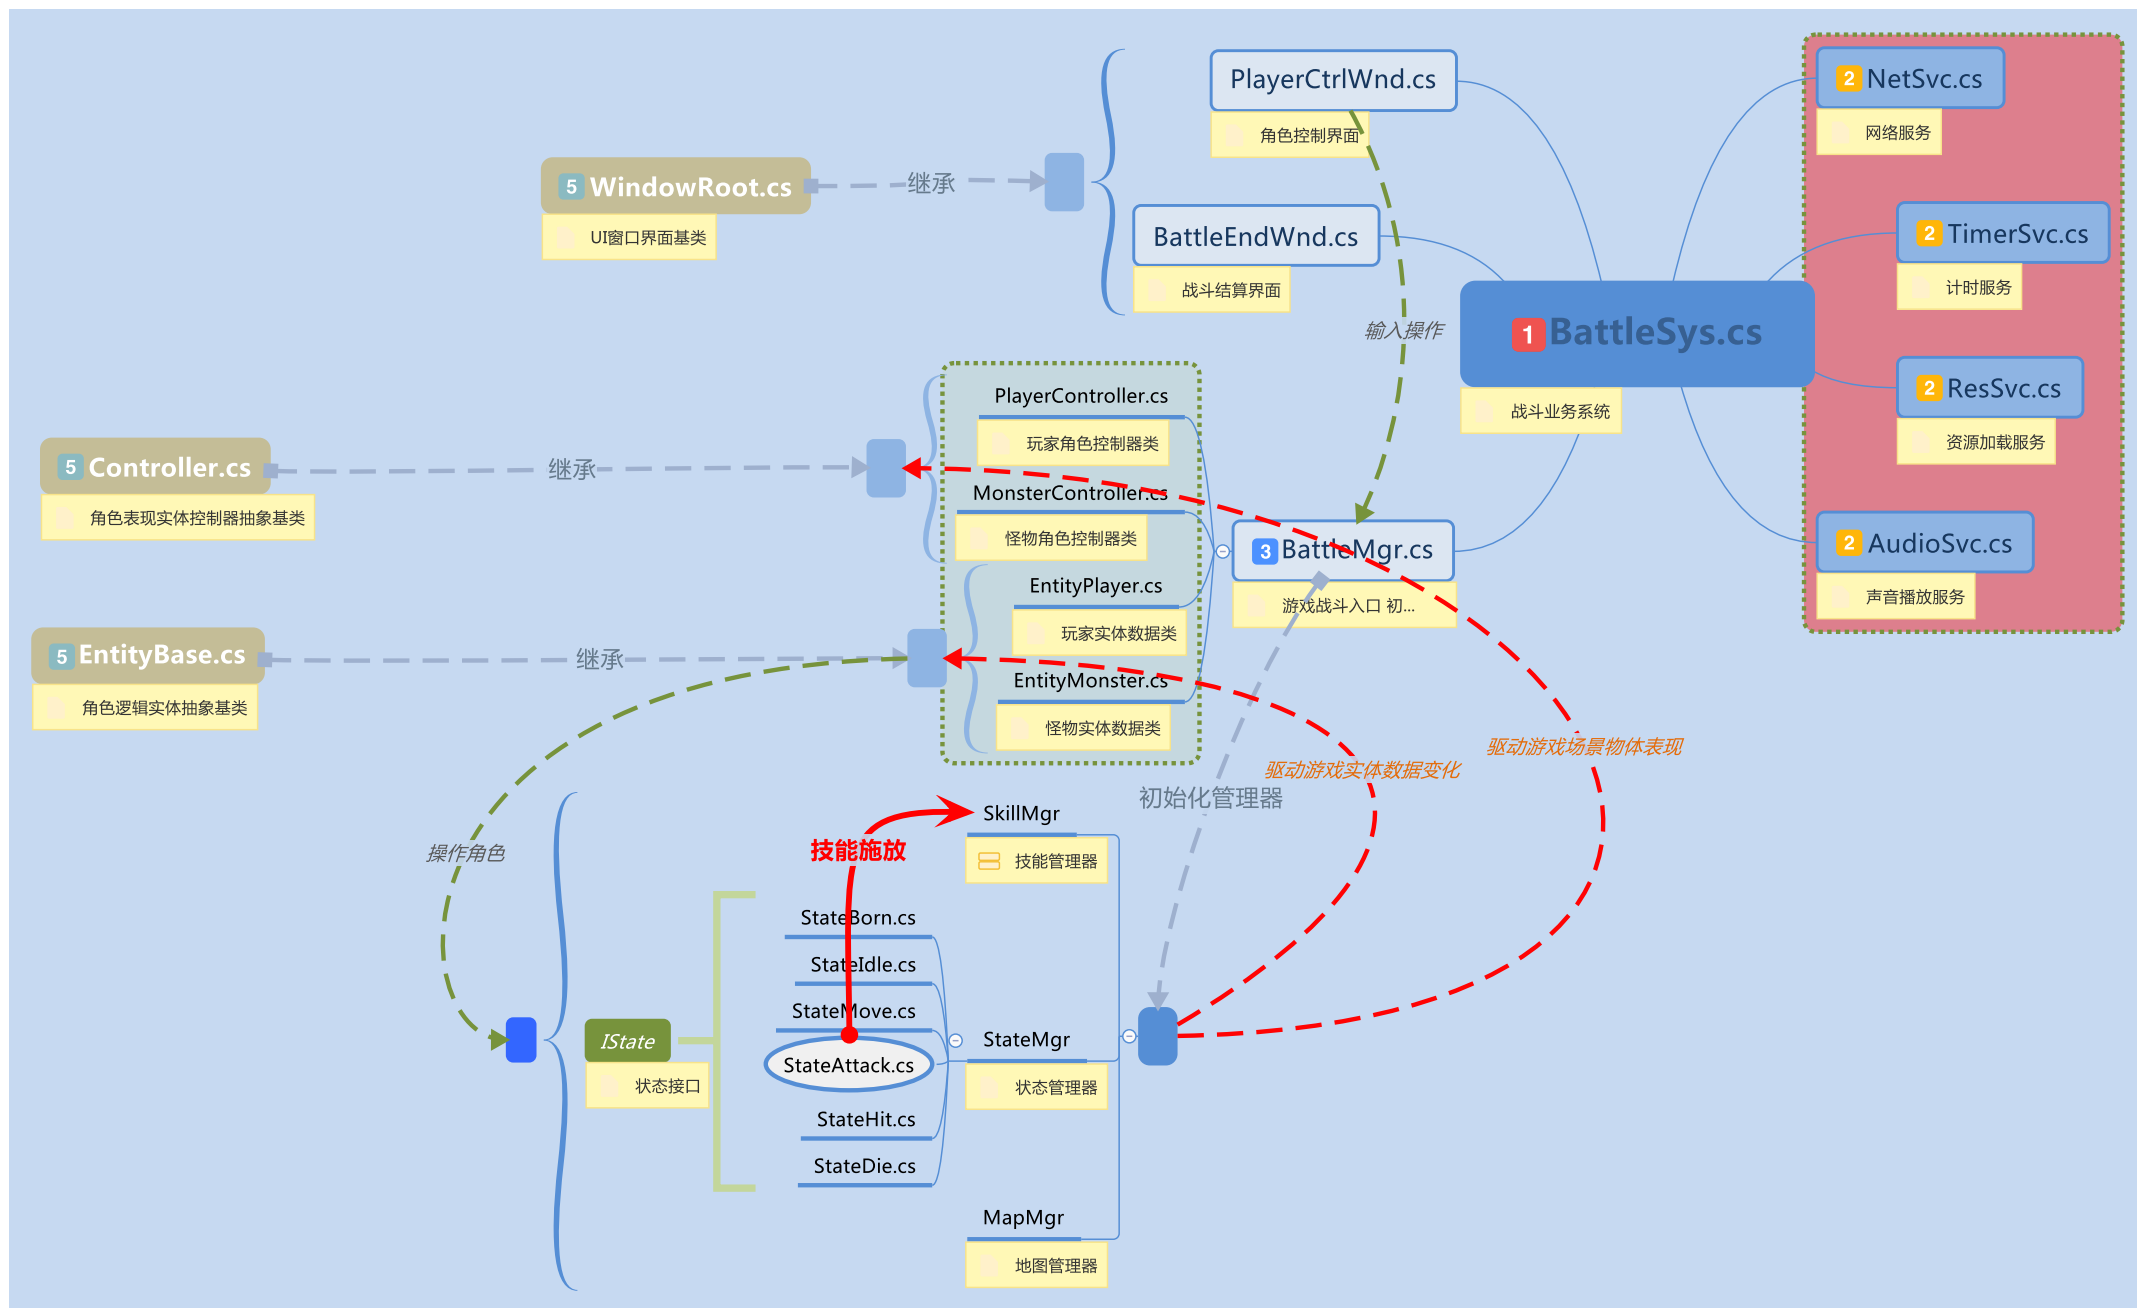 PlayerCtrlWnd.cs
角色控制界面
2 NetSvc.cs
网络服务
5 WindowRoot.cs
UI窗口界面基类
继承
BattleEndWnd.cs
战斗结算界面
2 TimerSvc.cs
计时服务
输入操作
1 BattleSys.cs
战斗业务系统
2 ResSvc.cs
资源加载服务
PlayerController.cs
玩家角色控制器类
5 Controller.cs
角色表现实体控制器抽象基类
继承
MonsterController.cs
怪物角色控制器类
3 BattleMgr.cs
游戏战斗入口 初...
2 AudioSvc.cs
声音播放服务
EntityPlayer.cs
玩家实体数据类
5 EntityBase.cs
角色逻辑实体抽象基类
继承
EntityMonster.cs
怪物实体数据类
驱动游戏场景物体表现
驱动游戏实体数据变化
初始化管理器
操作角色
技能施放
SkillMgr
技能管理器
StateBorn.cs
StateIdle.cs
StateMove.cs
IState
状态接口
StateAttack.cs
StateMgr
状态管理器
StateHit.cs
StateDie.cs
MapMgr
地图管理器